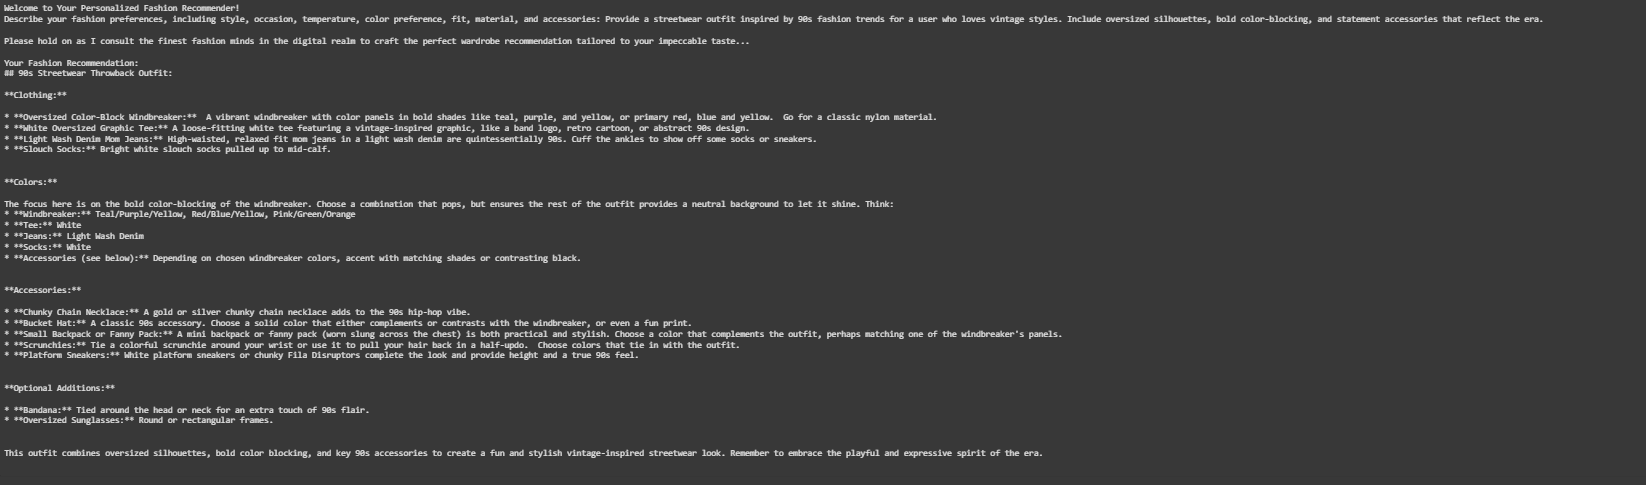 Welcome to Your Personalized Fashion Recommender!
Describe your fashion preferences, including style, occasion, temperature, color preference, fit, material, and accessories: Provide a streetwear outfit inspired by 90s fashion trends for a user who loves vintage styles. Include oversized silhouettes, bold color-blocking, and statement accessories that reflect the era.
Please hold on as I consult the finest fashion minds in the digital realm to craft the perfect wardrobe recommendation tailored to your impeccable taste...
Your Fashion Recommendation:
## 90s Streetwear Throwback Outfit:
**Clothing:**
* **Oversized Color-Block Windbreaker:**  A vibrant windbreaker with color panels in bold shades like teal, purple, and yellow, or primary red, blue and yellow.  Go for a classic nylon material.
* **White Oversized Graphic Tee:** A loose-fitting white tee featuring a vintage-inspired graphic, like a band logo, retro cartoon, or abstract 90s design.
* **Light Wash Denim Mom Jeans:** High-waisted, relaxed fit mom jeans in a light wash denim are quintessentially 90s. Cuff the ankles to show off some socks or sneakers.
* **Slouch Socks:** Bright white slouch socks pulled up to mid-calf.
**Colors:**
The focus here is on the bold color-blocking of the windbreaker. Choose a combination that pops, but ensures the rest of the outfit provides a neutral background to let it shine. Think:
* **Windbreaker:** Teal/Purple/Yellow, Red/Blue/Yellow, Pink/Green/Orange
* **Tee:** White
* **Jeans:** Light Wash Denim
* **Socks:** White
* **Accessories (see below):** Depending on chosen windbreaker colors, accent with matching shades or contrasting black.
**Accessories:**
* **Chunky Chain Necklace:** A gold or silver chunky chain necklace adds to the 90s hip-hop vibe.
* **Bucket Hat:** A classic 90s accessory. Choose a solid color that either complements or contrasts with the windbreaker, or even a fun print.
* **Small Backpack or Fanny Pack:** A mini backpack or fanny pack (worn slung across the chest) is both practical and stylish. Choose a color that complements the outfit, perhaps matching one of the windbreaker's panels.
* **Scrunchies:** Tie a colorful scrunchie around your wrist or use it to pull your hair back in a half-updo.  Choose colors that tie in with the outfit.
* **Platform Sneakers:** White platform sneakers or chunky Fila Disruptors complete the look and provide height and a true 90s feel.
**Optional Additions:**
* **Bandana:** Tied around the head or neck for an extra touch of 90s flair.
* **Oversized Sunglasses:** Round or rectangular frames.
This outfit combines oversized silhouettes, bold color blocking, and key 90s accessories to create a fun and stylish vintage-inspired streetwear look. Remember to embrace the playful and expressive spirit of the era.